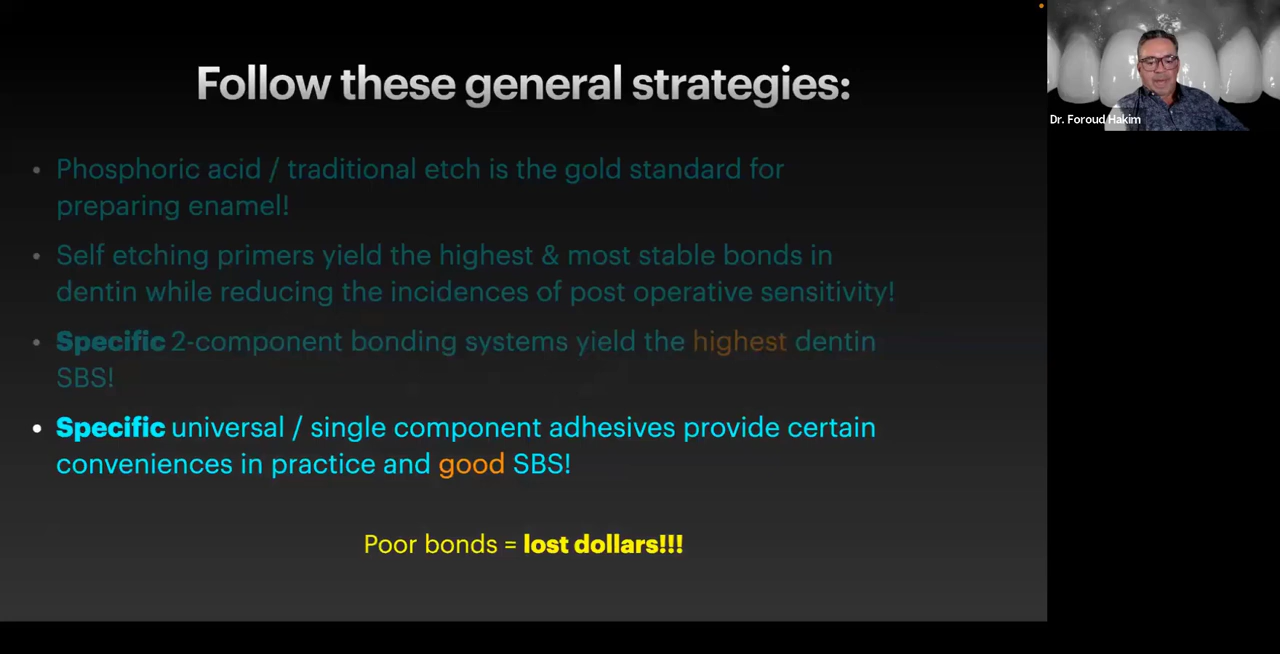 Follow these general strategies:
• Phosphoric acid / traditional etch is the gold standard for
preparing enamel!
• Self etching primers yield the highest & most stable bonds in
dentin while reducing the incidences of post operative sensitivity!
• Specific 2-component bonding systems yield the highest dentin
SBS!
• Specific universal / single component adhesives provide certain
conveniences in practice and good SBS!
Poor bonds = lost dollars!!!
Dr. Foroud Hakim